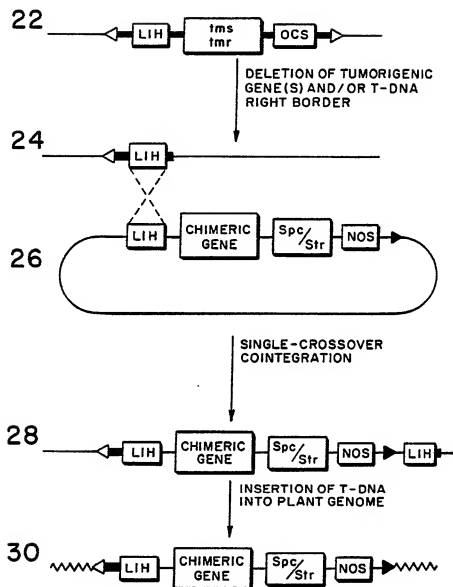 22
LIH
tms
tmr
OCS
DELETION OF TUMORIGENIC
GENE(S) AND/OR T-DNA
RIGHT BORDER
24
LIH
26
LIH
CHIMERIC
GENE
Spc/
Str
NOS
SINGLE-CROSSOVER
COINTEGRATION
28
LIH
CHIMERIC
GENE
Spc/
Str
NOS
LIH
INSERTION OF T-DNA
INTO PLANT GENOME
30
LIH
CHIMERIC
GENE
Spc/
Str
NOS